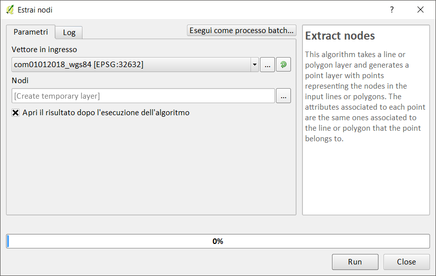 Estrai nodi
Parametri
Log
Esegui come processo batch...
Vettore in ingresso
com01012018_wgs84 [EPSG:32632]
...
Nodi
[Create temporary layer]
...
Apri il risultato dopo l'esecuzione dell'algoritmo
Extract nodes
This algorithm takes a line or
polygon layer and generates a
point layer with points
representing the nodes in the
input lines or polygons. The
attributes associated to each point
are the same ones associated to
the line or polygon that the point
belongs to.
0%
Run
Close